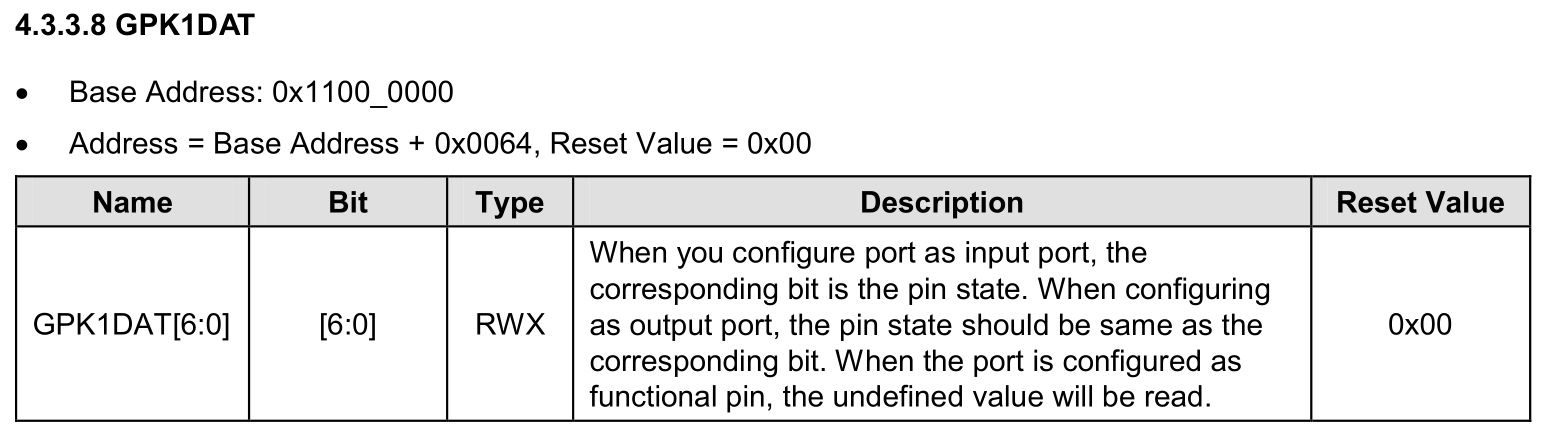 4.3.3.8 GPK1DAT
• Base Address: 0x1100_0000
• Address = Base Address + 0x0064, Reset Value = 0x00
Name Bit Type Description Reset Value
GPK1DAT[6:0] [6:0] RWX When you configure port as input port, the
corresponding bit is the pin state. When configuring
as output port, the pin state should be same as the
corresponding bit. When the port is configured as
functional pin, the undefined value will be read. 0x00